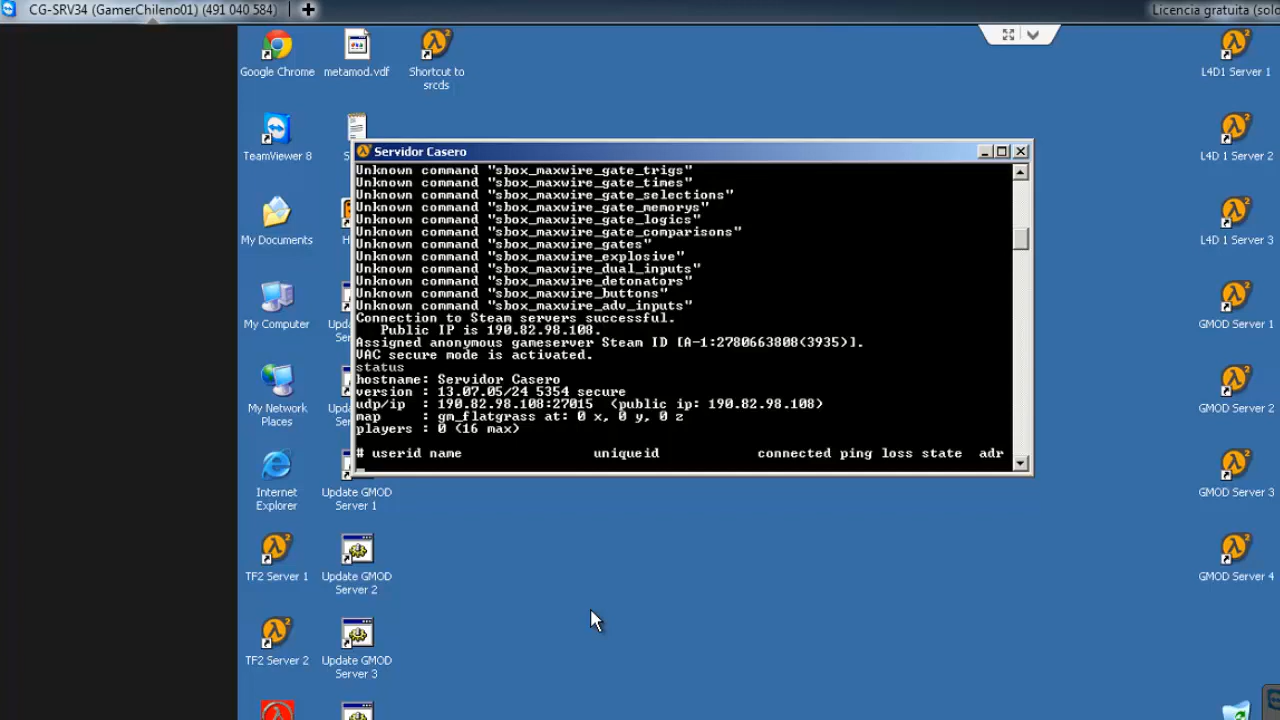 CG-SRV34 (GamerChileno01) (491 040 584)
Licencia gratuita (solo
Google Chrome
metamod.vdf
Shortcut to
srcds
L4D1 Server 1
TeamViewer 8
L4D 1 Server 2
My Documents
L4D 1 Server 3
My Computer
GMOD Server 1
My Network
Places
GMOD Server 2
Internet
Explorer
Update GMOD
Server 1
GMOD Server 3
TF2 Server 1
Update GMOD
Server 2
GMOD Server 4
TF2 Server 2
Update GMOD
Server 3
Servidor Casero
Unknown command "sbox_maxwire_gate_trigs"
Unknown command "sbox_maxwire_gate_times"
Unknown command "sbox_maxwire_gate_selections"
Unknown command "sbox_maxwire_gate_memorys"
Unknown command "sbox_maxwire_gate_logics"
Unknown command "sbox_maxwire_gate_comparisons"
Unknown command "sbox_maxwire_gates"
Unknown command "sbox_maxwire_explosive"
Unknown command "sbox_maxwire_dual_inputs"
Unknown command "sbox_maxwire_detonators"
Unknown command "sbox_maxwire_buttons"
Unknown command "sbox_maxwire_adv_inputs"
Connection to Steam servers successful.
Public IP is 190.82.98.108.
Assigned anonymous gameserver Steam ID [A-1:2780663808(3935)].
VAC secure mode is activated.
status
hostname: Servidor Casero
version : 13.07.05/24 5354 secure
udp/ip : 190.82.98.108:27015 (public ip: 190.82.98.108)
map : gm_flatgrass at: 0 x, 0 y, 0 z
players : 0 (16 max)
# userid name uniqueid connected ping loss state adr